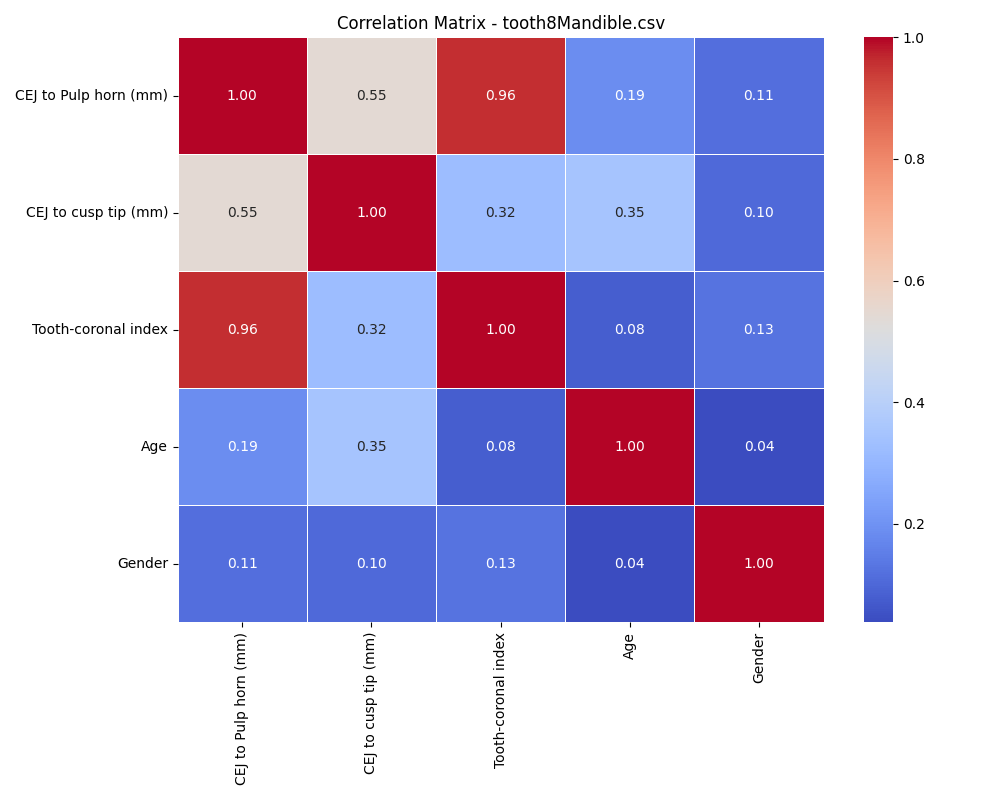 Correlation Matrix - tooth8Mandible.csv
CEJ to Pulp horn (mm) 1.00 0.55 0.96 0.19 0.11
CEJ to cusp tip (mm) 0.55 1.00 0.32 0.35 0.10
Tooth-coronal index 0.96 0.32 1.00 0.08 0.13
Age 0.19 0.35 0.08 1.00 0.04
Gender 0.11 0.10 0.13 0.04 1.00
CEJ to Pulp horn (mm)
CEJ to cusp tip (mm)
Tooth-coronal index
Age
Gender
1.0
0.8
0.6
0.4
0.2